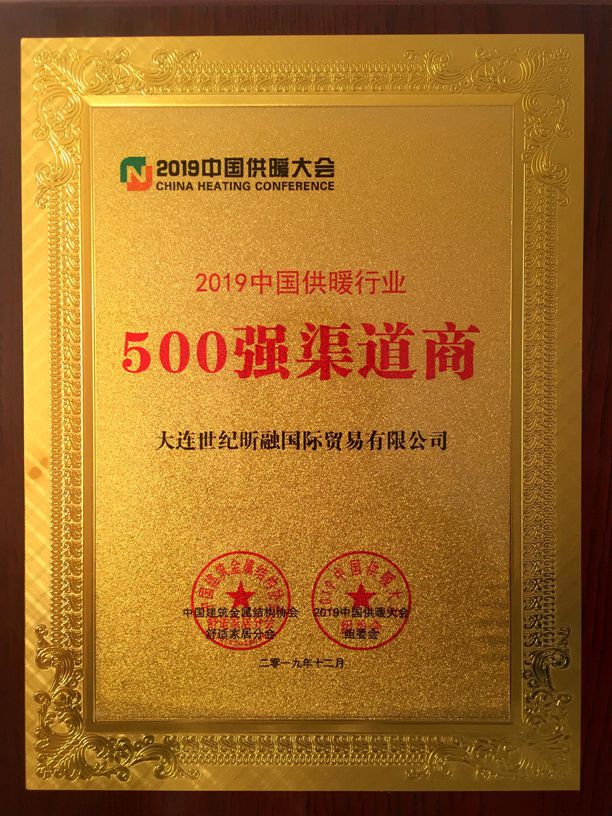 2019中国供暖大会
CHINA HEATING CONFERENCE
2019中国供暖行业
500强渠道商
大连世纪昕融国际贸易有限公司
中国建筑金属结构协会
舒适家居分会
2019中国供暖大会
组委会
二零一九年十二月